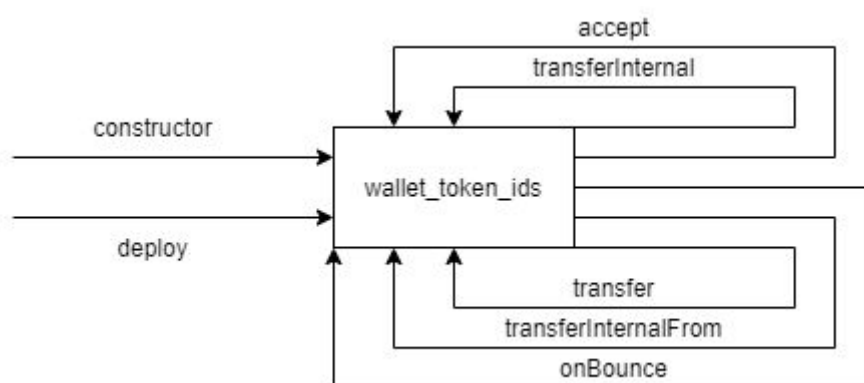 accept
transferInternal
constructor
wallet_token_ids
deploy
transfer
transferInternalFrom
onBounce